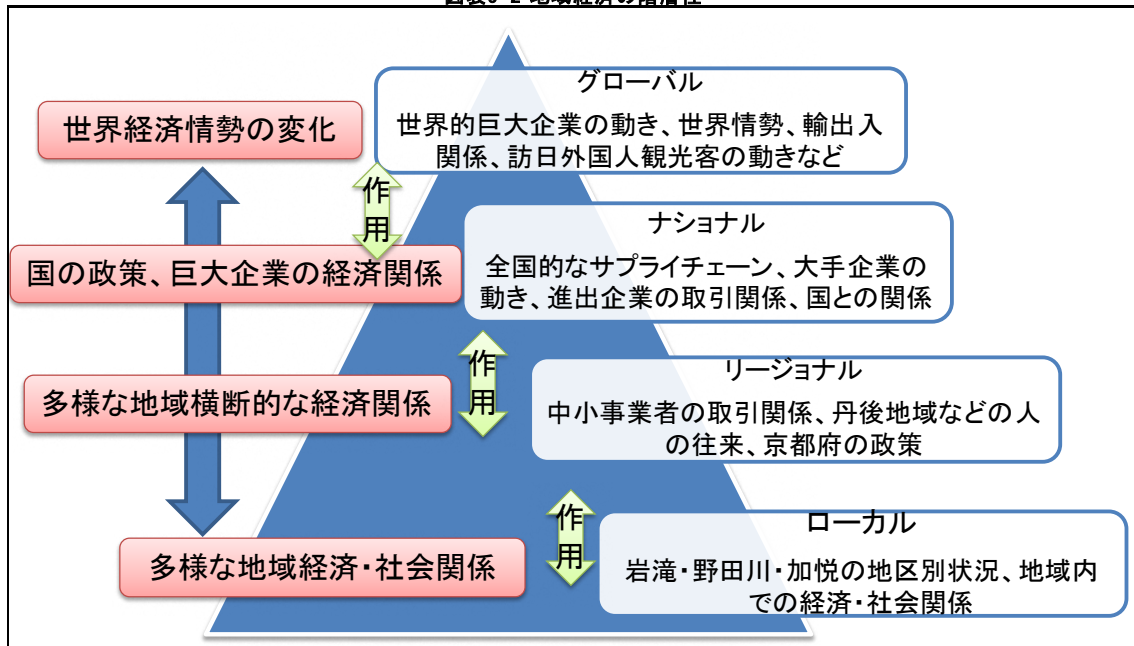 グローバル
世界的巨大企業の動き、世界情勢、輸出入
関係、訪日外国人観光客の動きなど
世界経済情勢の変化
作
用
ナショナル
全国的なサプライチェーン、大手企業の
動き、進出企業の取引関係、国との関係
国の政策、巨大企業の経済関係
作
用
リージョナル
中小事業者の取引関係、丹後地域などの人
の往来、京都府の政策
多様な地域横断的な経済関係
作
用
ローカル
岩滝・野田川・加悦の地区別状況、地域内
での経済・社会関係
多様な地域経済・社会関係